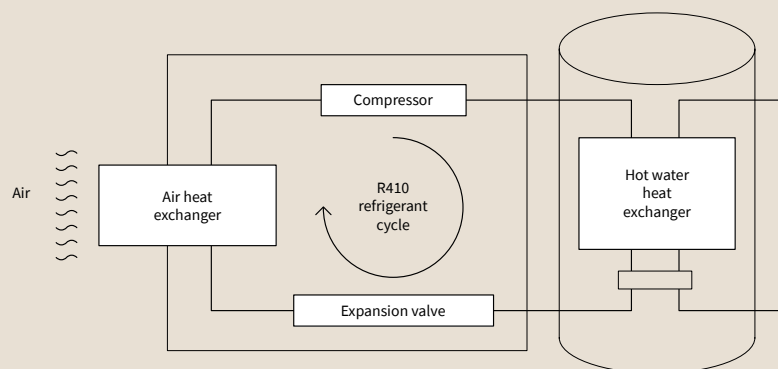 Compressor
Air
Air heat
exchanger
R410
refrigerant
cycle
Hot water
heat
exchanger
Expansion valve